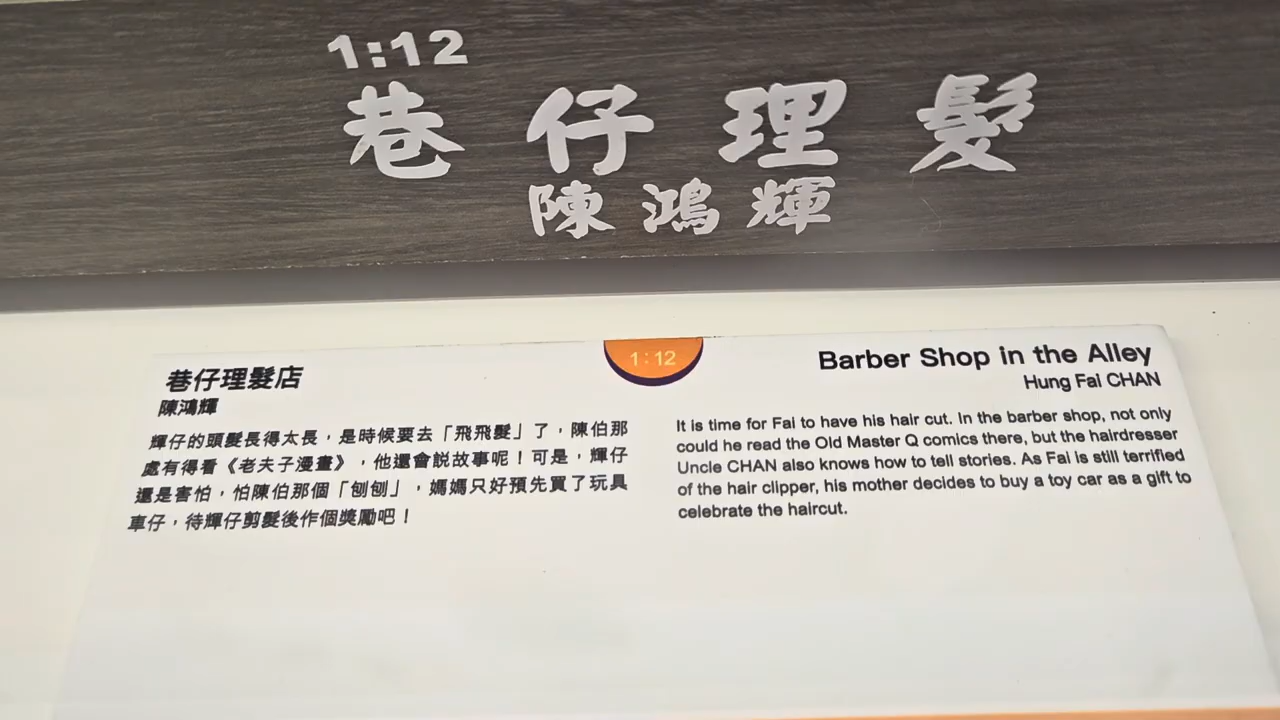 1:12
巷仔理髮
陳鴻輝
1:12
巷仔理髮店
陳鴻輝
輝仔的頭髮長得太長，是時候要去「飛飛髮」了，陳伯那
處有得看《老夫子漫畫》，他還會説故事呢！可是，輝仔
還是害怕，怕陳伯那個「刨刨」，媽媽只好預先買了玩具
車仔，待輝仔剪髮後作個獎勵吧！
Barber Shop in the Alley
Hung Fai CHAN
It is time for Fai to have his hair cut. In the barber shop, not only
could he read the Old Master Q comics there, but the hairdresser
Uncle CHAN also knows how to tell stories. As Fai is still terrified
of the hair clipper, his mother decides to buy a toy car as a gift to
celebrate the haircut.